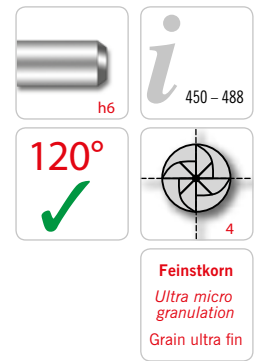 h6
i
450 – 488
120°
4
Feinstkorn
Ultra micro
granulation
Grain ultra fin